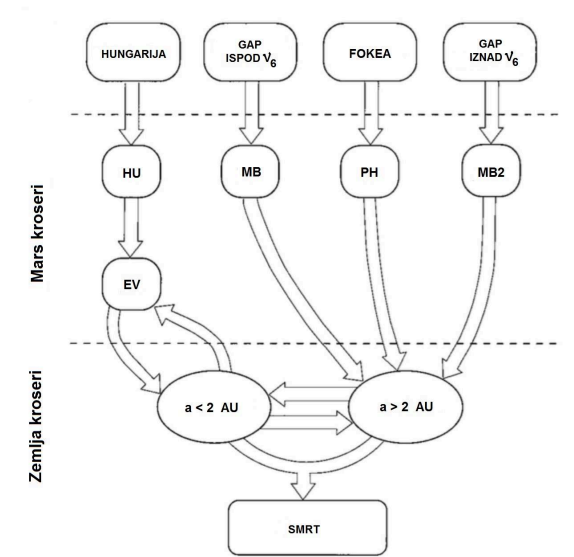 HUNGARIJA
GAP
ISPOD ν6
FOKEA
GAP
IZNAD ν6
HU
MB
PH
MB2
Mars kroseri
EV
a < 2 AU
a > 2 AU
Zemlja kroseri
SMRT